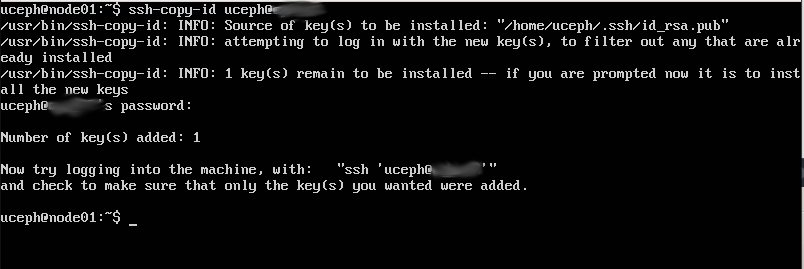 uceph@node01:~$ ssh-copy-id uceph@
/usr/bin/ssh-copy-id: INFO: Source of key(s) to be installed: "/home/uceph/.ssh/id_rsa.pub"
/usr/bin/ssh-copy-id: INFO: attempting to log in with the new key(s), to filter out any that are alr
eady installed
/usr/bin/ssh-copy-id: INFO: 1 key(s) remain to be installed -- if you are prompted now it is to inst
all the new keys
uceph@'s password:
Number of key(s) added: 1
Now try logging into the machine, with:   "ssh 'uceph@'"
and check to make sure that only the key(s) you wanted were added.
uceph@node01:~$ _